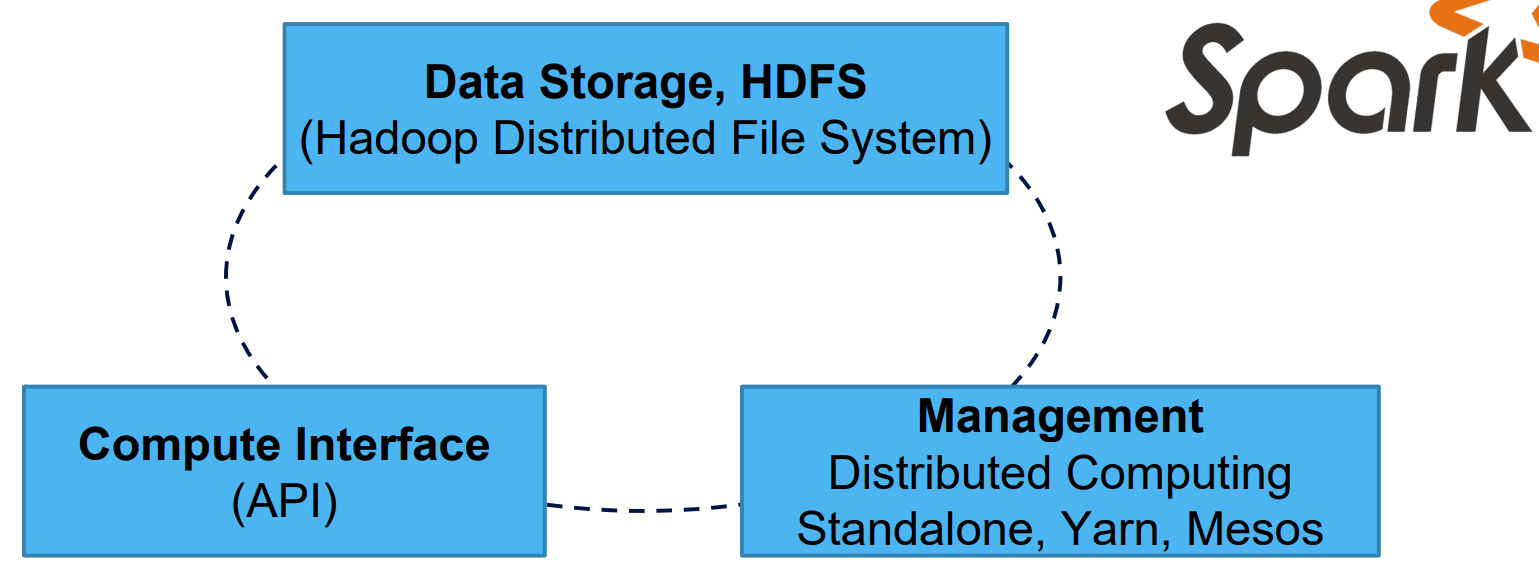 Spark
Data Storage, HDFS
(Hadoop Distributed File System)
Compute Interface
(API)
Management
Distributed Computing
Standalone, Yarn, Mesos